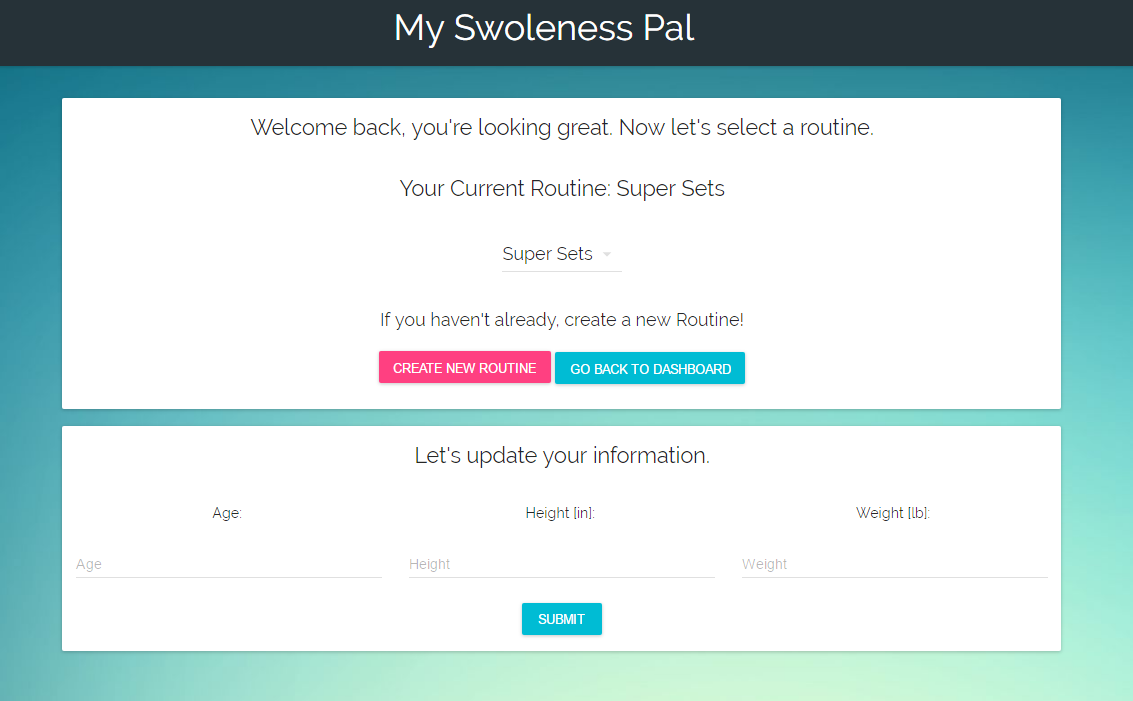 My Swoleness Pal
Welcome back, you're looking great. Now let's select a routine.
Your Current Routine: Super Sets
Super Sets
If you haven't already, create a new Routine!
CREATE NEW ROUTINE GO BACK TO DASHBOARD
Let's update your information.
Age: Height [in]: Weight [lb]:
Age Height Weight
SUBMIT